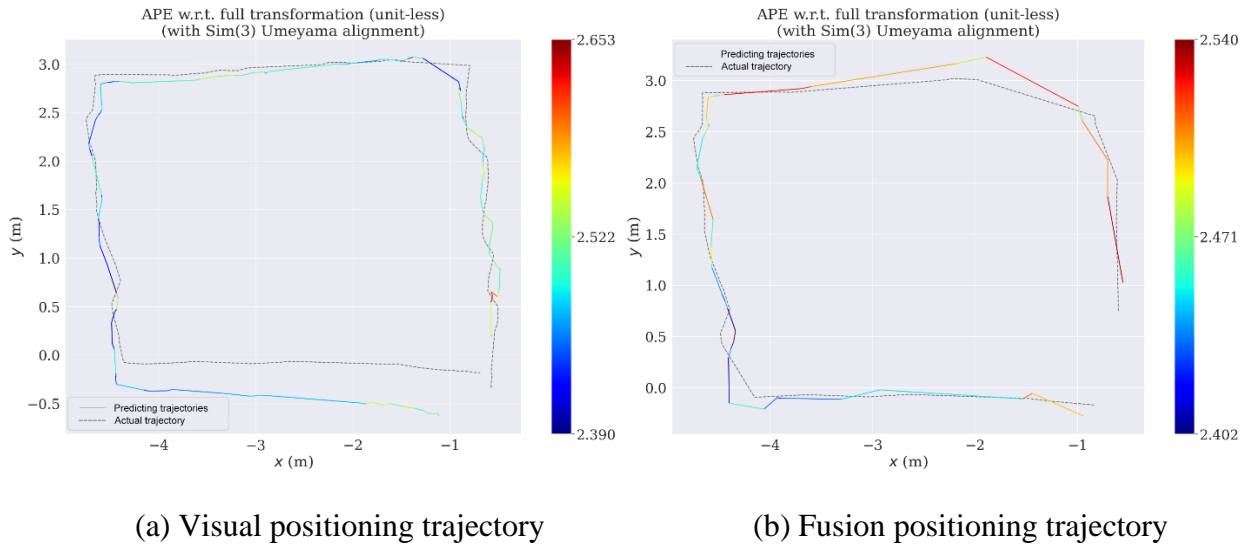 APE w.r.t. full transformation (unit-less)
(with Sim(3) Umeyama alignment)
3.0
2.5
2.0
1.5
1.0
0.5
0.0
−0.5
y (m)
Predicting trajectories
Actual trajectory
−4
−3
−2
−1
x (m)
2.653
2.522
2.390
(a) Visual positioning trajectory
APE w.r.t. full transformation (unit-less)
(with Sim(3) Umeyama alignment)
Predicting trajectories
Actual trajectory
3.0
2.5
2.0
1.5
1.0
0.5
0.0
y (m)
−4
−3
−2
−1
x (m)
2.540
2.471
2.402
(b) Fusion positioning trajectory